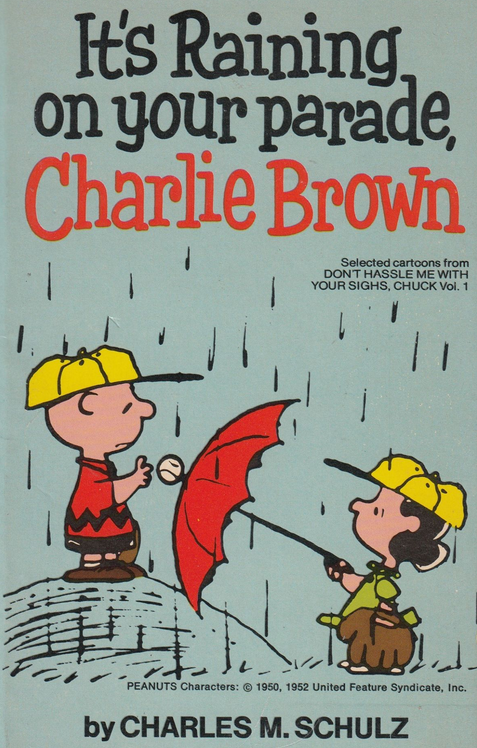 It's Raining
on your parade,
Charlie Brown
Selected cartoons from
DON'T HASSLE ME WITH
YOUR SIGHS, CHUCK Vol. 1
PEANUTS Characters: © 1950, 1952 United Feature Syndicate, Inc.
by CHARLES M. SCHULZ